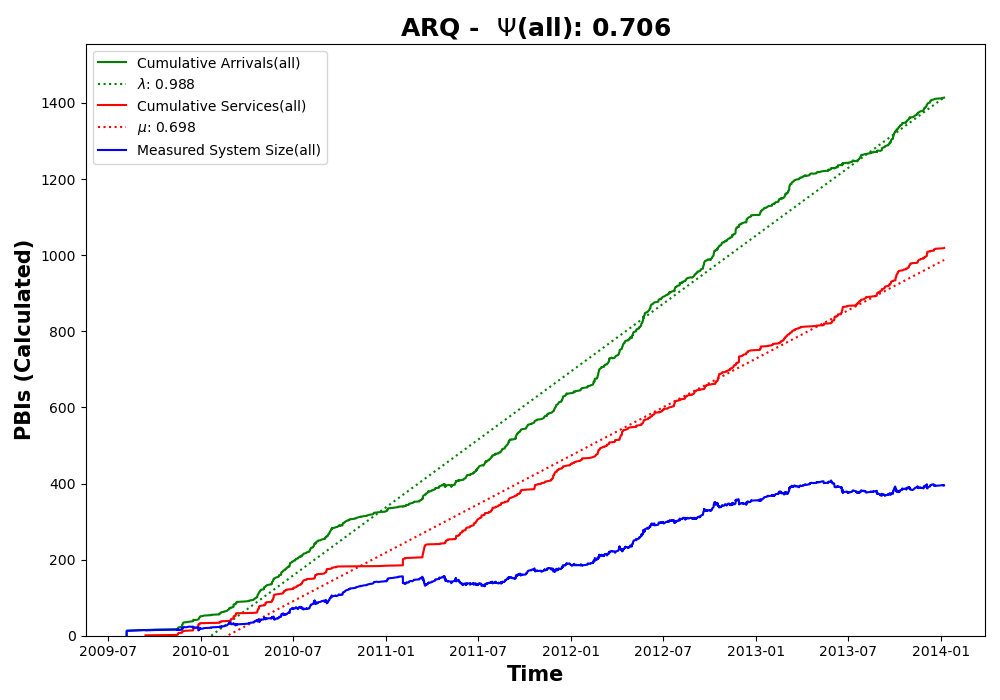 ARQ - Ψ(all): 0.706
Cumulative Arrivals(all)
λ: 0.988
Cumulative Services(all)
μ: 0.698
Measured System Size(all)
PBIs (Calculated)
1400
1200
1000
800
600
400
200
0
2009-07 2010-01 2010-07 2011-01 2011-07 2012-01 2012-07 2013-01 2013-07 2014-01
Time